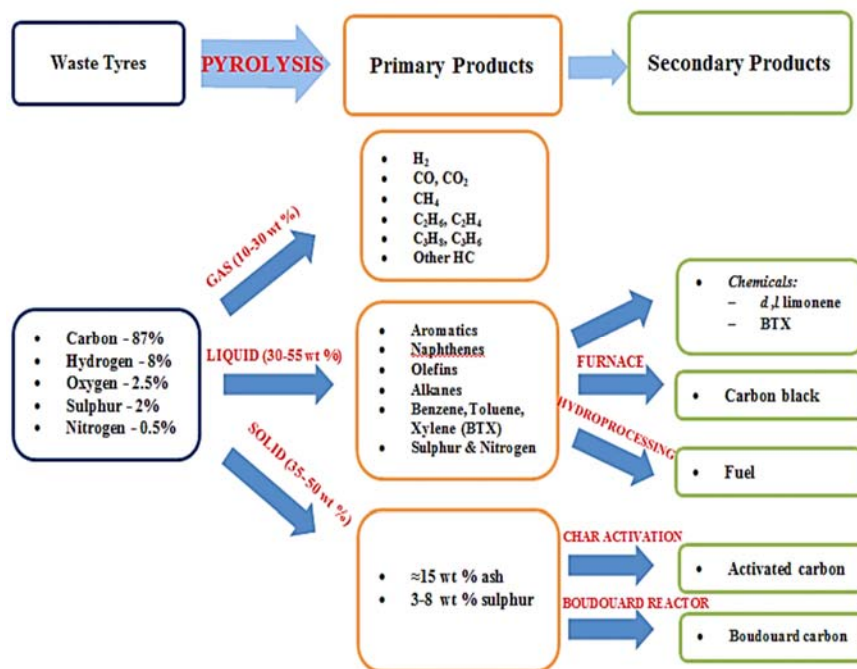 Waste Tyres
PYROLYSIS
Primary Products
Secondary Products
• H₂
• CO, CO₂
• CH₄
• C₂H₆, C₂H₄
• C₃H₈, C₃H₆
• Other HC
GAS (10-30 wt %)
• Carbon - 87%
• Hydrogen - 8%
• Oxygen - 2.5%
• Sulphur - 2%
• Nitrogen - 0.5%
LIQUID (30-55 wt %)
SOLID (35-50 wt %)
• Aromatics
• Naphthenes
• Olefins
• Alkanes
• Benzene, Toluene,
Xylene (BTX)
• Sulphur & Nitrogen
FURNACE
HYDROPROCESSING
• Chemicals:
– d,l limonene
– BTX
• Carbon black
• Fuel
• ≈15 wt % ash
• 3-8 wt % sulphur
CHAR ACTIVATION
BOUDOUARD REACTOR
• Activated carbon
• Boudouard carbon